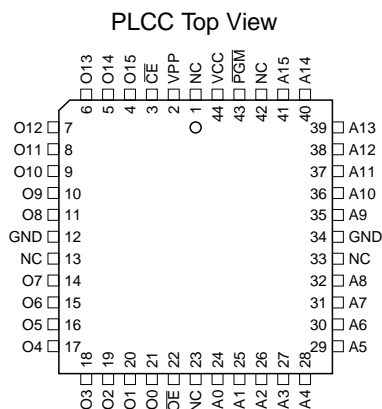 PLCC Top View
O13 O14 O15 C̅E̅ VPP NC VCC P̅G̅M̅ NC A15 A14
6 5 4 3 2 1 44 43 42 41 40
O12 7 39 A13
O11 8 38 A12
O10 9 37 A11
O9 10 36 A10
O8 11 35 A9
GND 12 34 GND
NC 13 33 NC
O7 14 32 A8
O6 15 31 A7
O5 16 30 A6
O4 17 29 A5
18 19 20 21 22 23 24 25 26 27 28
O3 O2 O1 O0 O̅E̅ NC A0 A1 A2 A3 A4